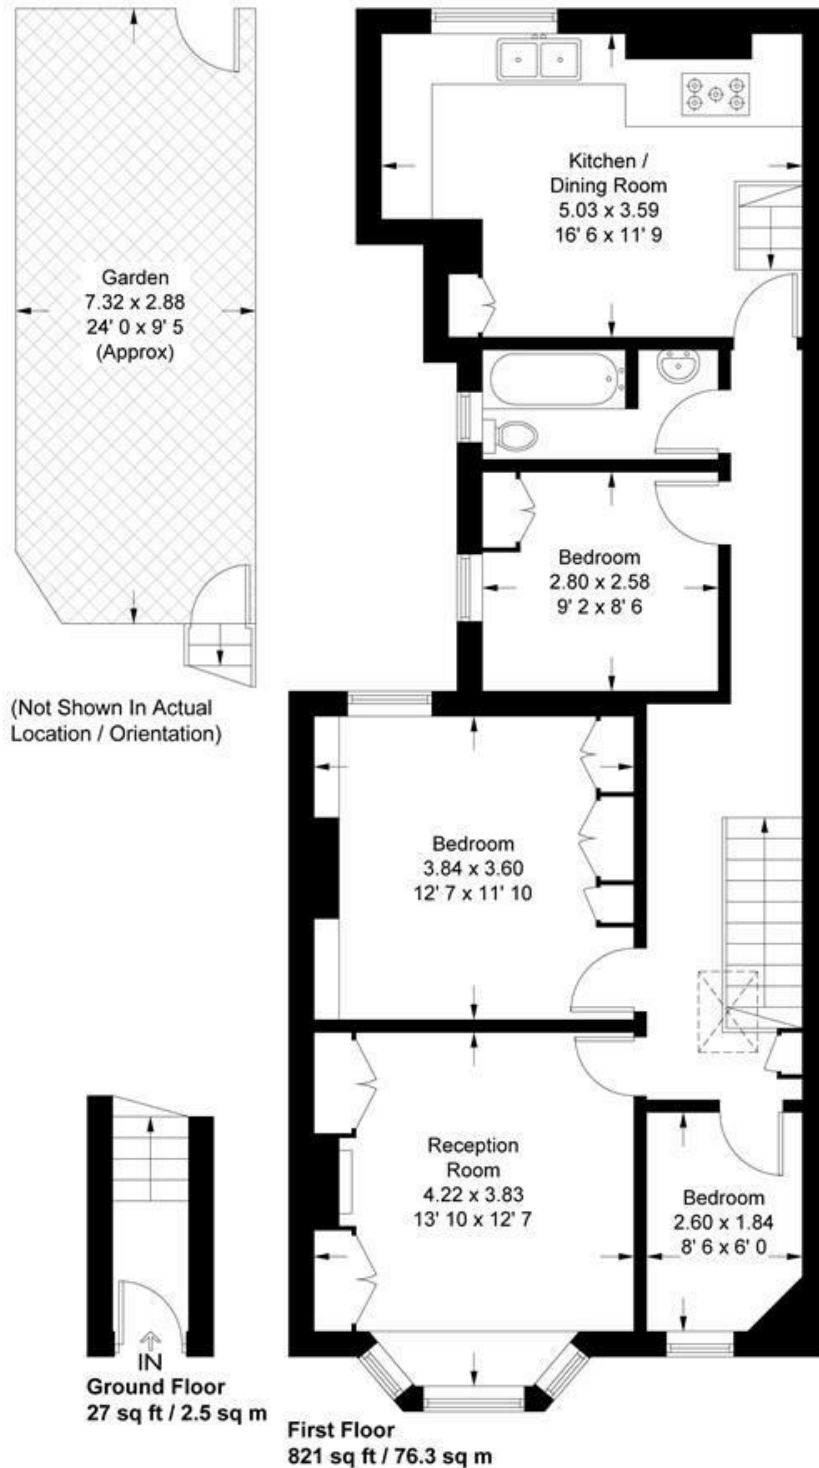 Kitchen /
Dining Room
5.03 x 3.59
16' 6 x 11' 9
Garden
7.32 x 2.88
24' 0 x 9' 5
(Approx)
Bedroom
2.80 x 2.58
9' 2 x 8' 6
(Not Shown In Actual
Location / Orientation)
Bedroom
3.84 x 3.60
12' 7 x 11' 10
Reception
Room
4.22 x 3.83
13' 10 x 12' 7
Bedroom
2.60 x 1.84
8' 6 x 6' 0
IN
Ground Floor
27 sq ft / 2.5 sq m
First Floor
821 sq ft / 76.3 sq m